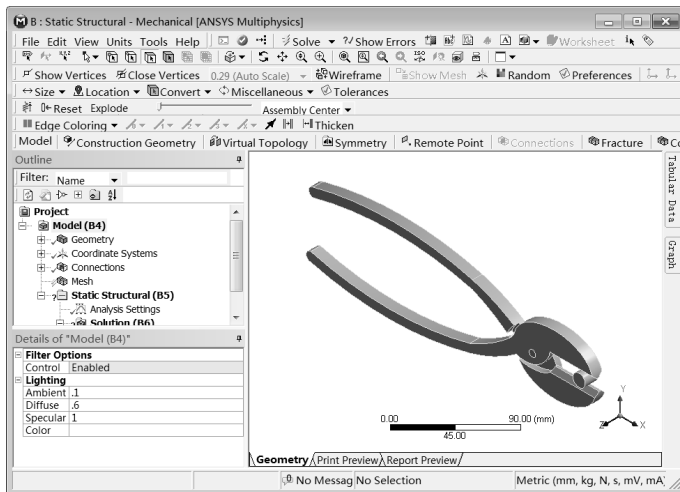 B : Static Structural - Mechanical [ANSYS Multiphysics]
File Edit View Units Tools Help Solve ?/ Show Errors Worksheet
Show Vertices Close Vertices 0.29 (Auto Scale) Wireframe Show Mesh Random Preferences
Size Location Convert Miscellaneous Tolerances
Reset Explode Assembly Center
Edge Coloring Thicken
Model Construction Geometry Virtual Topology Symmetry Remote Point Connections Fracture Co
Outline
Filter: Name
Project
Model (B4)
Geometry
Coordinate Systems
Connections
Mesh
Static Structural (B5)
Analysis Settings
Solution (B6)
Details of "Model (B4)"
Filter Options
Control Enabled
Lighting
Ambient .1
Diffuse .6
Specular 1
Color
0.00 90.00 (mm)
45.00
Y
Z X
Tabular Data
Graph
Geometry Print Preview Report Preview
No Messag No Selection Metric (mm, kg, N, s, mV, mA)